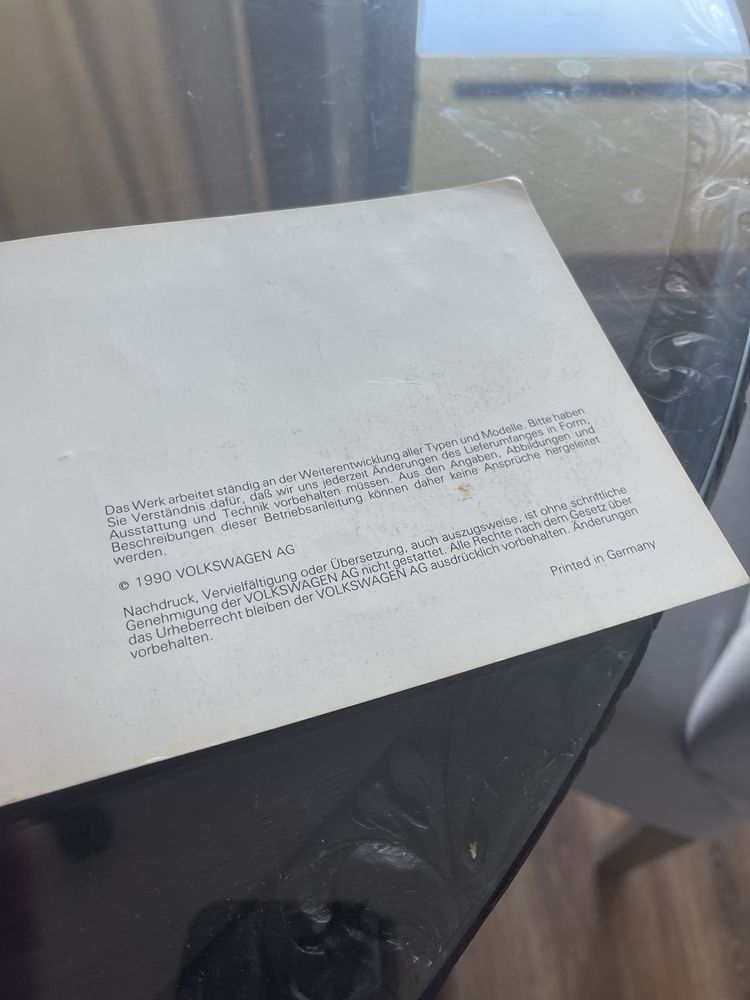 Das Werk arbeitet ständig an der Weiterentwicklung aller Typen und Modelle. Bitte haben
Sie Verständnis dafür, daß wir uns jederzeit Änderungen des Lieferumfanges in Form,
Ausstattung und Technik vorbehalten müssen. Aus den Angaben, Abbildungen und
Beschreibungen dieser Betriebsanleitung können daher keine Ansprüche hergeleitet
werden.
© 1990 VOLKSWAGEN AG
Nachdruck, Vervielfältigung oder Übersetzung, auch auszugsweise, ist ohne schriftliche
Genehmigung der VOLKSWAGEN AG nicht gestattet. Alle Rechte nach dem Gesetz über
das Urheberrecht bleiben der VOLKSWAGEN AG ausdrücklich vorbehalten. Änderungen
vorbehalten.
Printed in Germany